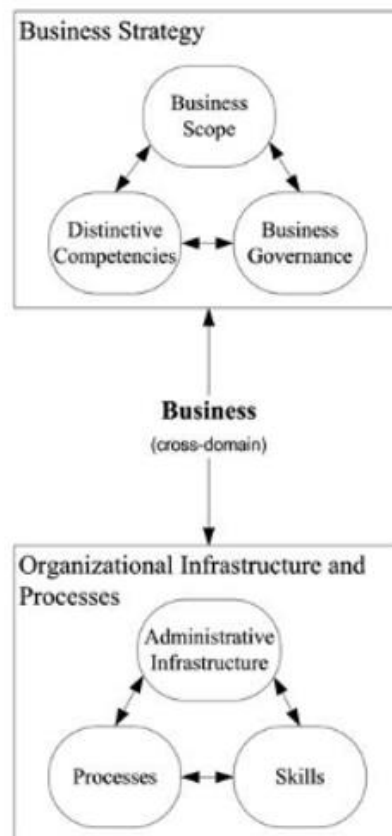 Business Strategy
Business
Scope
Distinctive
Competencies
Business
Governance
Business
(cross-domain)
Organizational Infrastructure and
Processes
Administrative
Infrastructure
Processes
Skills